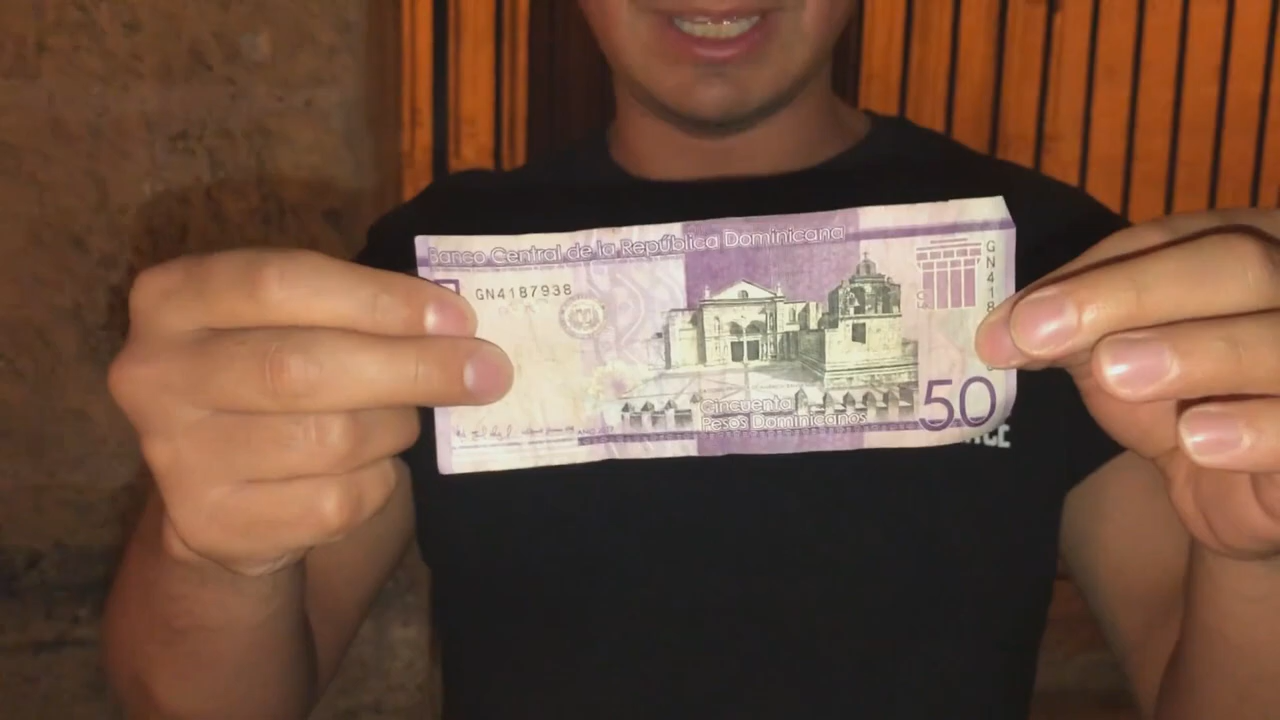 Banco Central de la República Dominicana
GN4187938
GN418
Cincuenta
Pesos Dominicanos
50